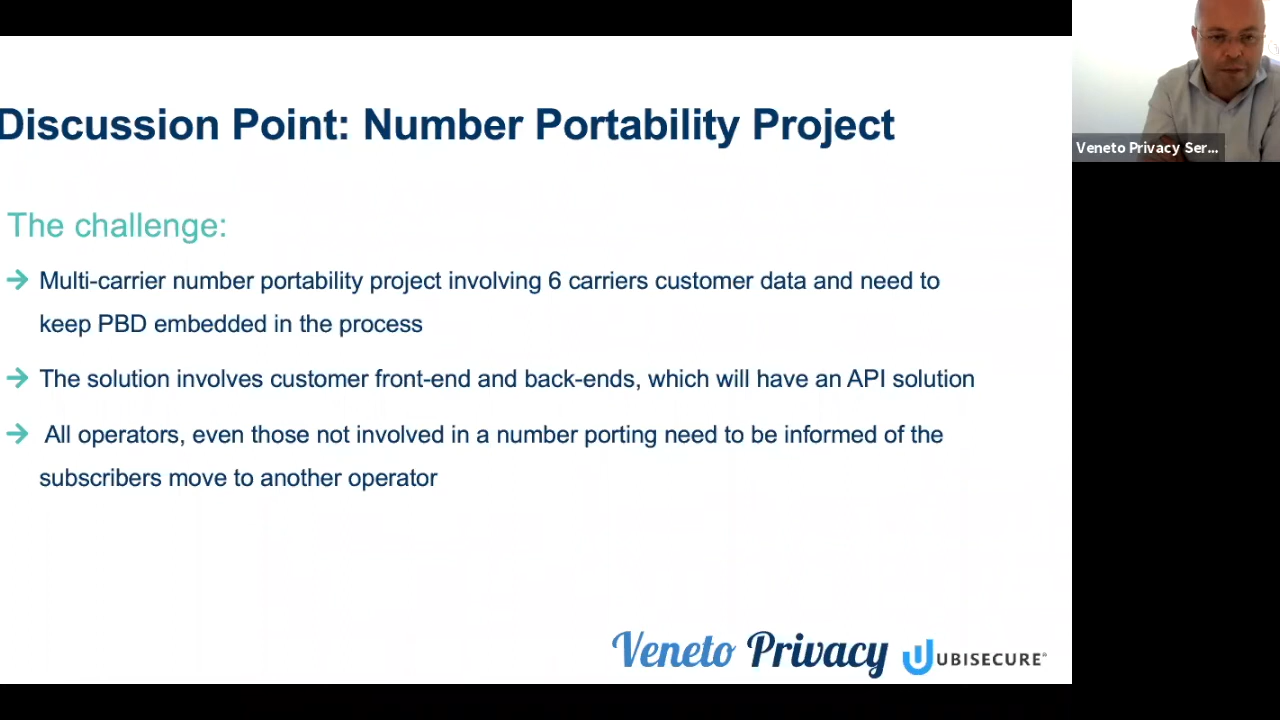 Discussion Point: Number Portability Project
The challenge:
→ Multi-carrier number portability project involving 6 carriers customer data and need to
keep PBD embedded in the process
→ The solution involves customer front-end and back-ends, which will have an API solution
→ All operators, even those not involved in a number porting need to be informed of the
subscribers move to another operator
Veneto Privacy
UBISECURE
Veneto Privacy Ser...